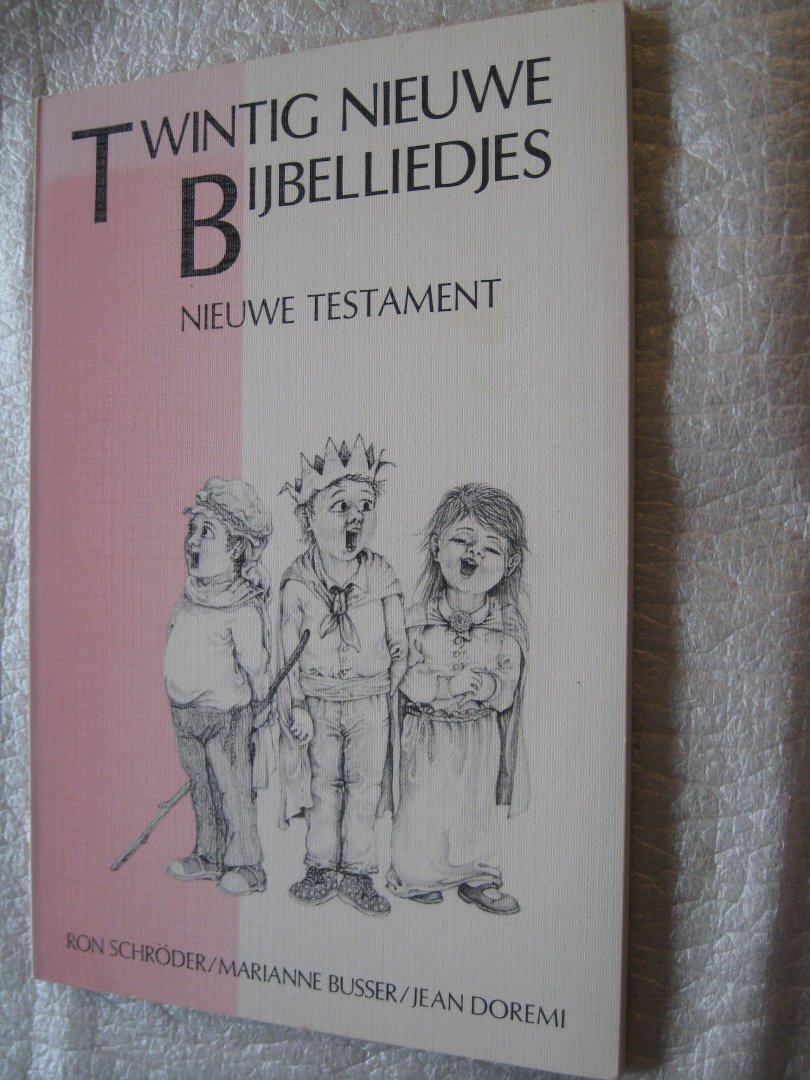 TWINTIG NIEUWE
BIJBELLIEDJES
NIEUWE TESTAMENT
RON SCHRÖDER/MARIANNE BUSSER/JEAN DOREMI